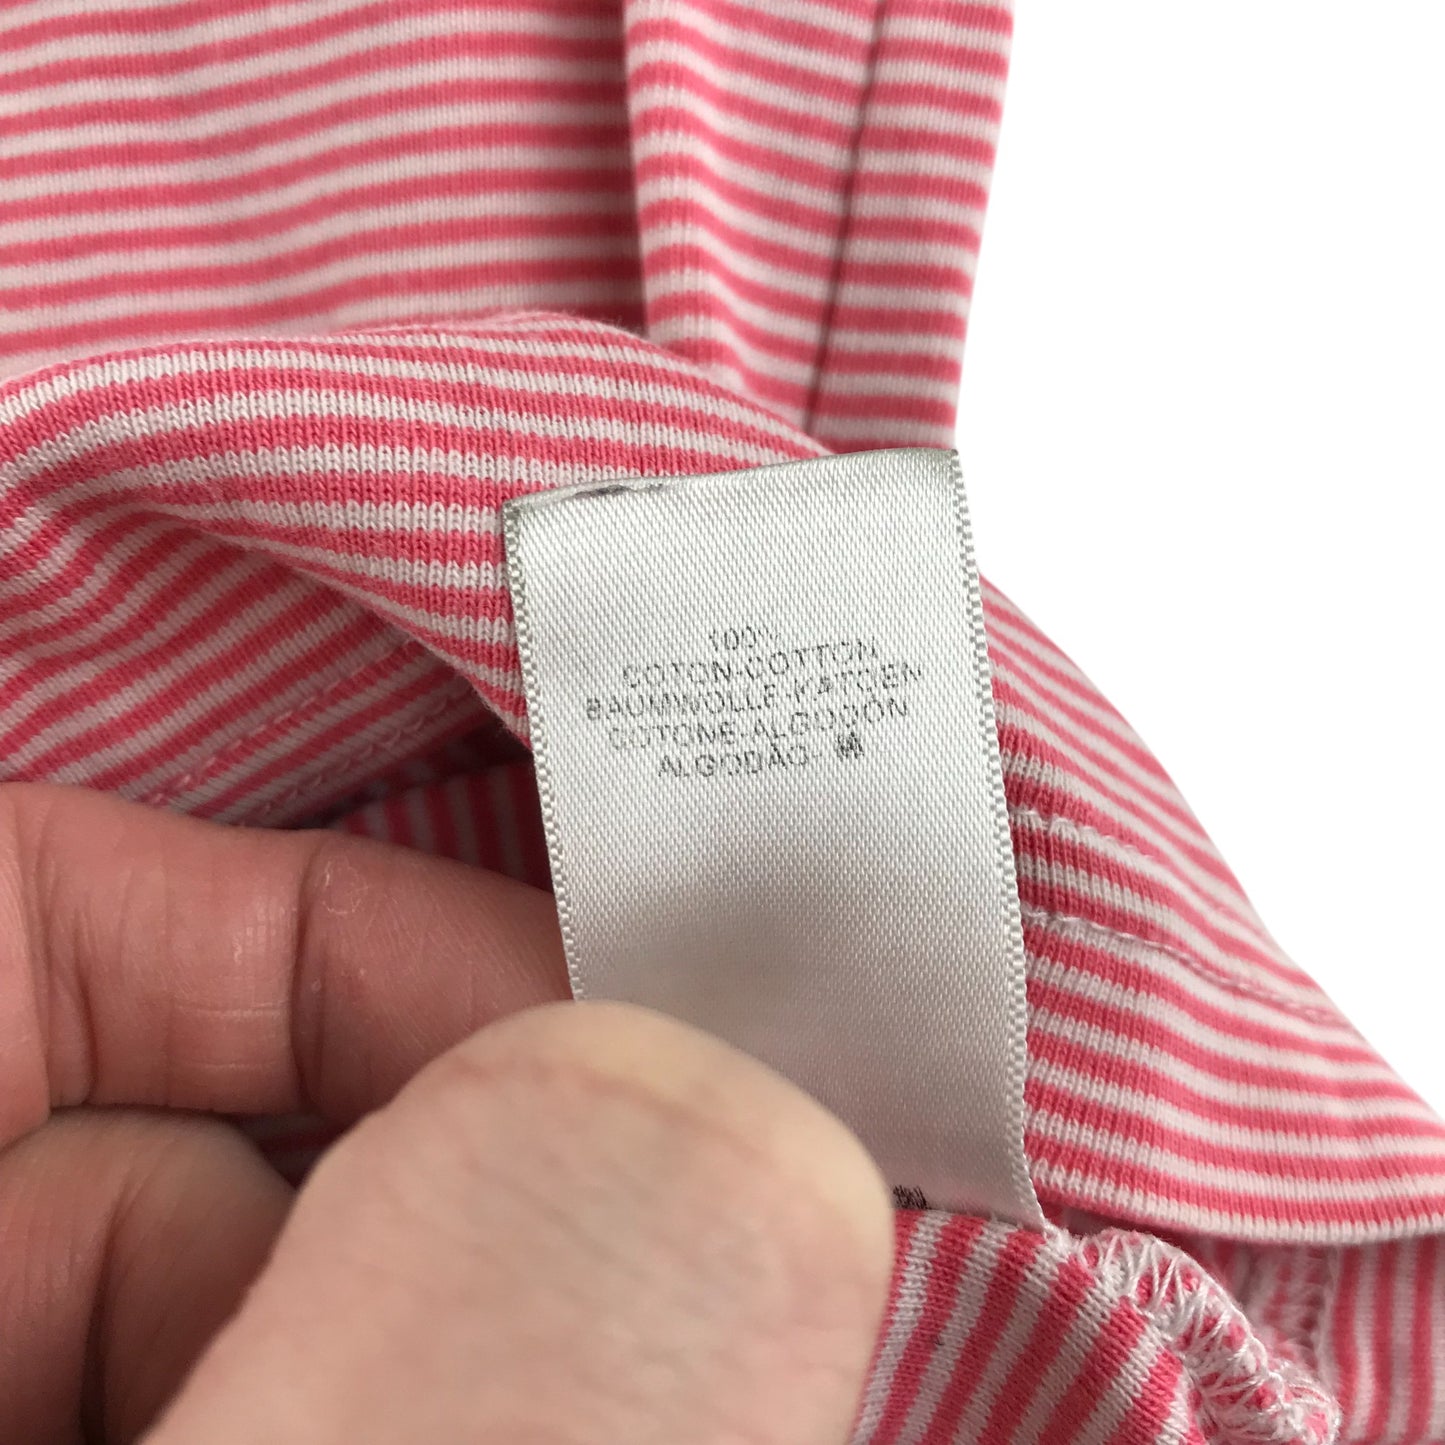 100%
COTON-COTTON
BAUMWOLLE-KATOEN
COTONE-ALGODÓN
ALGODÃO-